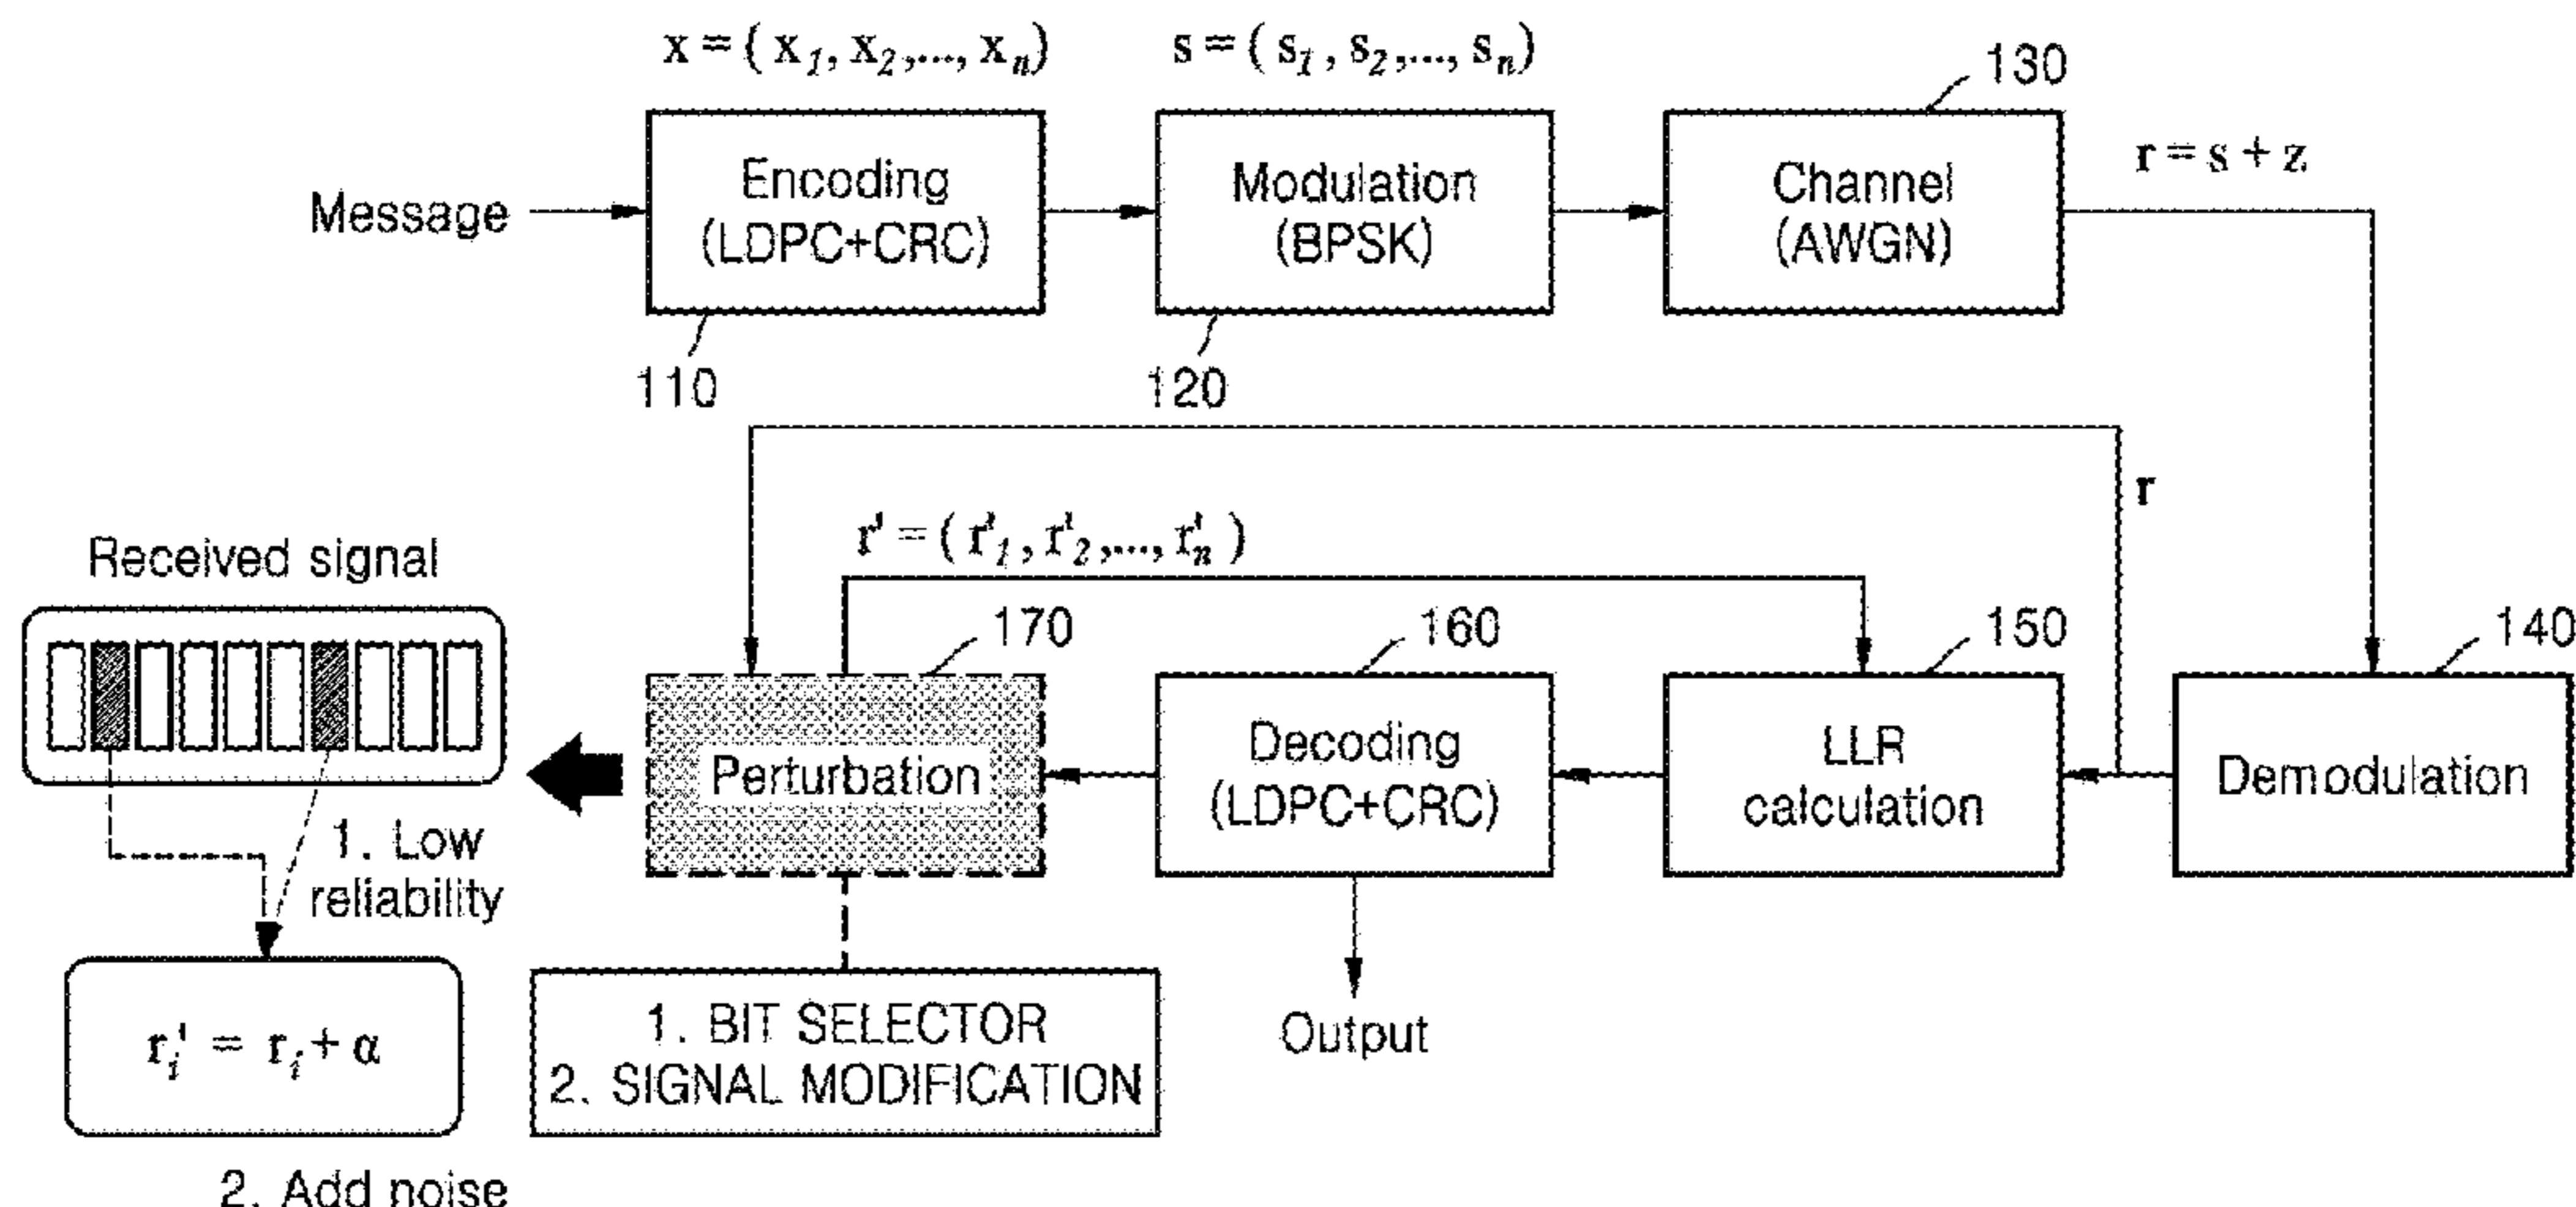 x = ( x1, x2,..., xn)
s = ( s1, s2,..., sn)
130
Message
Encoding
(LDPC+CRC)
Modulation
(BPSK)
Channel
(AWGN)
r = s + z
110
120
r
r' = ( r'1, r'2,..., r'n )
Received signal
170
160
150
140
Perturbation
Decoding
(LDPC+CRC)
LLR
calculation
Demodulation
1. Low
reliability
ri' = ri + α
1. BIT SELECTOR
2. SIGNAL MODIFICATION
Output
2. Add noise